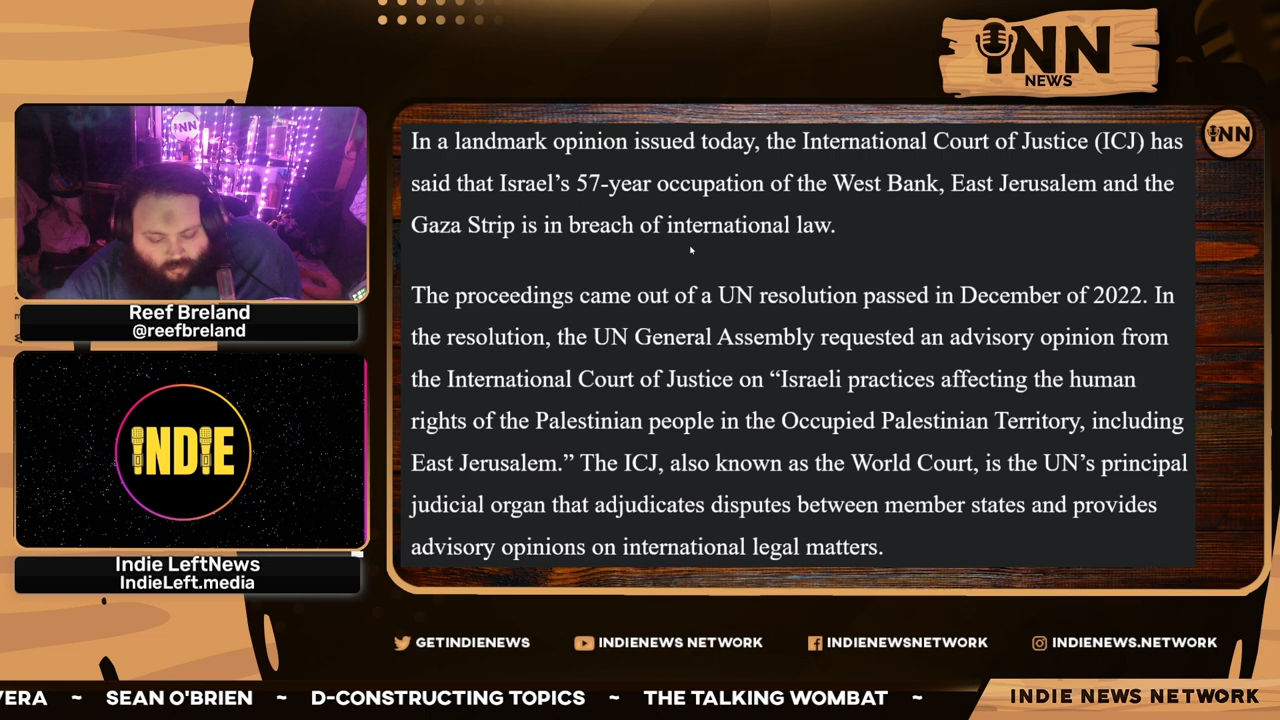 iNN
NEWS
iNN
iNN
In a landmark opinion issued today, the International Court of Justice (ICJ) has
said that Israel’s 57-year occupation of the West Bank, East Jerusalem and the
Gaza Strip is in breach of international law.
The proceedings came out of a UN resolution passed in December of 2022. In
the resolution, the UN General Assembly requested an advisory opinion from
the International Court of Justice on “Israeli practices affecting the human
rights of the Palestinian people in the Occupied Palestinian Territory, including
East Jerusalem.” The ICJ, also known as the World Court, is the UN’s principal
judicial organ that adjudicates disputes between member states and provides
advisory opinions on international legal matters.
Reef Breland
@reefbreland
iNDiE
Indie LeftNews
IndieLeft.media
GETINDIENEWS
INDIENEWS NETWORK
INDIENEWSNETWORK
INDIENEWS.NETWORK
VERA ~ SEAN O'BRIEN ~ D-CONSTRUCTING TOPICS ~ THE TALKING WOMBAT ~
INDIE NEWS NETWORK